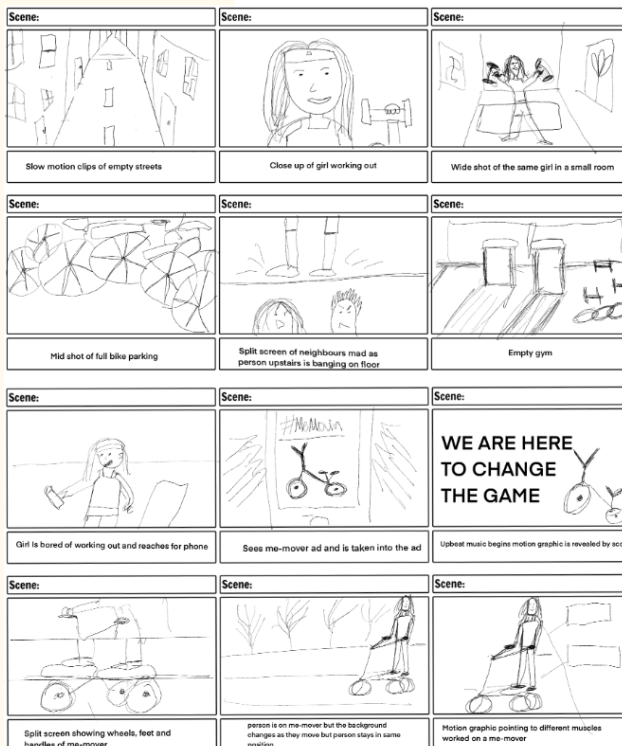 Scene:
Scene:
Scene:
Slow motion clips of empty streets
Close up of girl working out
Wide shot of the same girl in a small room
Scene:
Scene:
Scene:
Mid shot of full bike parking
Split screen of neighbours mad as
person upstairs is banging on floor
Empty gym
Scene:
Scene:
Scene:
#MeMovin
WE ARE HERE
TO CHANGE
THE GAME
Girl is bored of working out and reaches for phone
Sees me-mover ad and is taken into the ad
Upbeat music begins motion graphic is revealed by
Scene:
Scene:
Scene:
Split screen showing wheels, feet and
handles of me-mover
person is on me-mover but the background
changes as they move but person stays in same
position
Motion graphic pointing to different muscles
worked on a me-mover